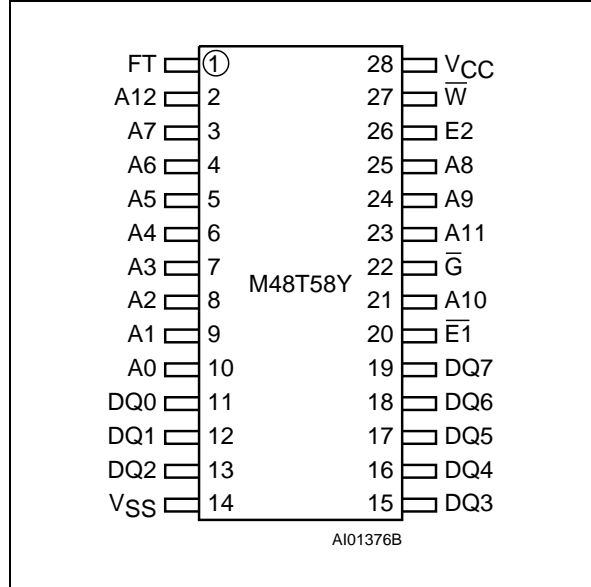 FT 1 28 VCC
A12 2 27 W̅
A7 3 26 E2
A6 4 25 A8
A5 5 24 A9
A4 6 23 A11
A3 7 22 G̅
M48T58Y
A2 8 21 A10
A1 9 20 E̅1̅
A0 10 19 DQ7
DQ0 11 18 DQ6
DQ1 12 17 DQ5
DQ2 13 16 DQ4
VSS 14 15 DQ3
AI01376B